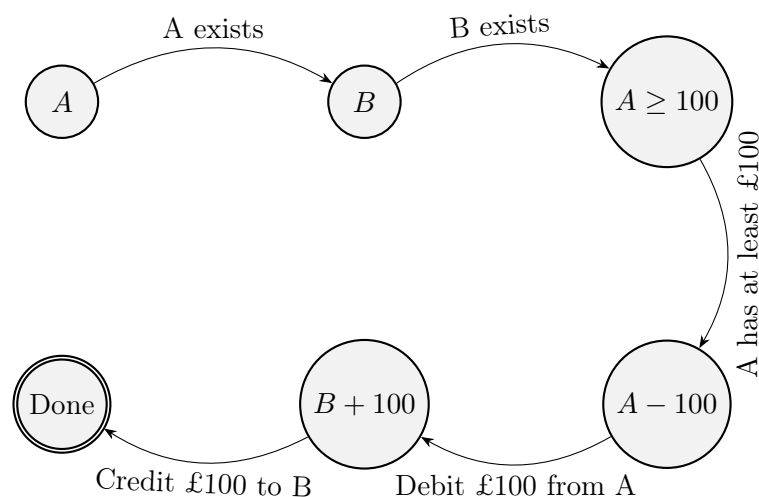 A exists
B exists
A
B
A ≥ 100
A has at least £100
Done
B + 100
A − 100
Credit £100 to B
Debit £100 from A